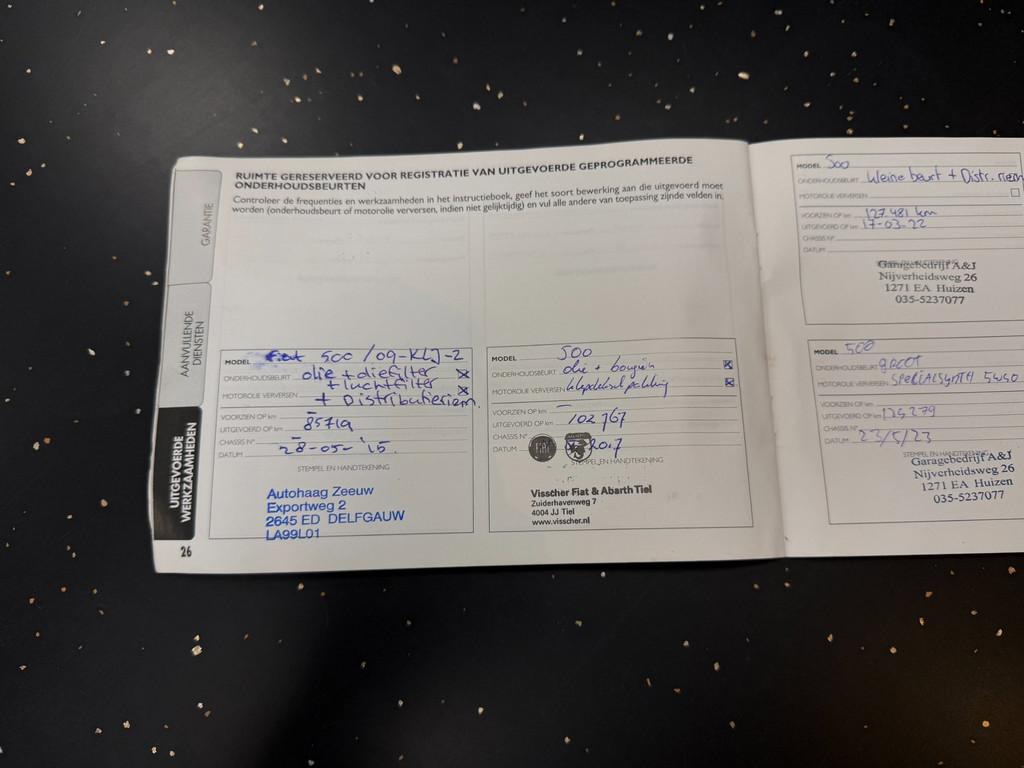 RUIMTE GERESERVEERD VOOR REGISTRATIE VAN UITGEVOERDE GEPROGRAMMEERDE
ONDERHOUDSBEURTEN
Controleer de frequenties en werkzaamheden in het instructieboek, geef het soort bewerking aan die uitgevoerd moet
worden (onderhoudsbeurt of motorolie verversen, indien niet gelijktijdig) en vul alle andere van toepassing zijnde velden in.
GARANTIE
AANVULLENDE
DIENSTEN
UITGEVOERDE
WERKZAAMHEDEN
26
MODEL Fiat 500 / 09-KLJ-2
ONDERHOUDSBEURT olie + oliefilter
+ luchtfilter
MOTOROLIE VERVERSEN + Distributieriem.
VOORZIEN OP km
UITGEVOERD OP km 85719
CHASSIS N°
DATUM 28-05-'15.
STEMPEL EN HANDTEKENING
Autohaag Zeeuw
Exportweg 2
2645 ED DELFGAUW
LA99L01
MODEL 500
ONDERHOUDSBEURT olie + bougies
MOTOROLIE VERVERSEN klepdeksel pakking
VOORZIEN OP km
UITGEVOERD OP km 102767
CHASSIS N°
DATUM 2017
STEMPEL EN HANDTEKENING
Visscher Fiat & Abarth Tiel
Zuiderhavenweg 7
4004 JJ Tiel
www.visscher.nl
MODEL 500
ONDERHOUDSBEURT kleine beurt + Distr. riem
MOTOROLIE VERVERSEN
VOORZIEN OP km 127481 km
UITGEVOERD OP km 17-03-22
CHASSIS N°
DATUM
Garagebedrijf A&J
Nijverheidsweg 26
1271 EA Huizen
035-5237077
MODEL 500
ONDERHOUDSBEURT groot
MOTOROLIE VERVERSEN SPECIALSYNTH 5W50
VOORZIEN OP km
UITGEVOERD OP km 129279
CHASSIS N°
DATUM 23/5/23
STEMPEL EN HANDTEKENING
Garagebedrijf A&J
Nijverheidsweg 26
1271 EA Huizen
035-5237077